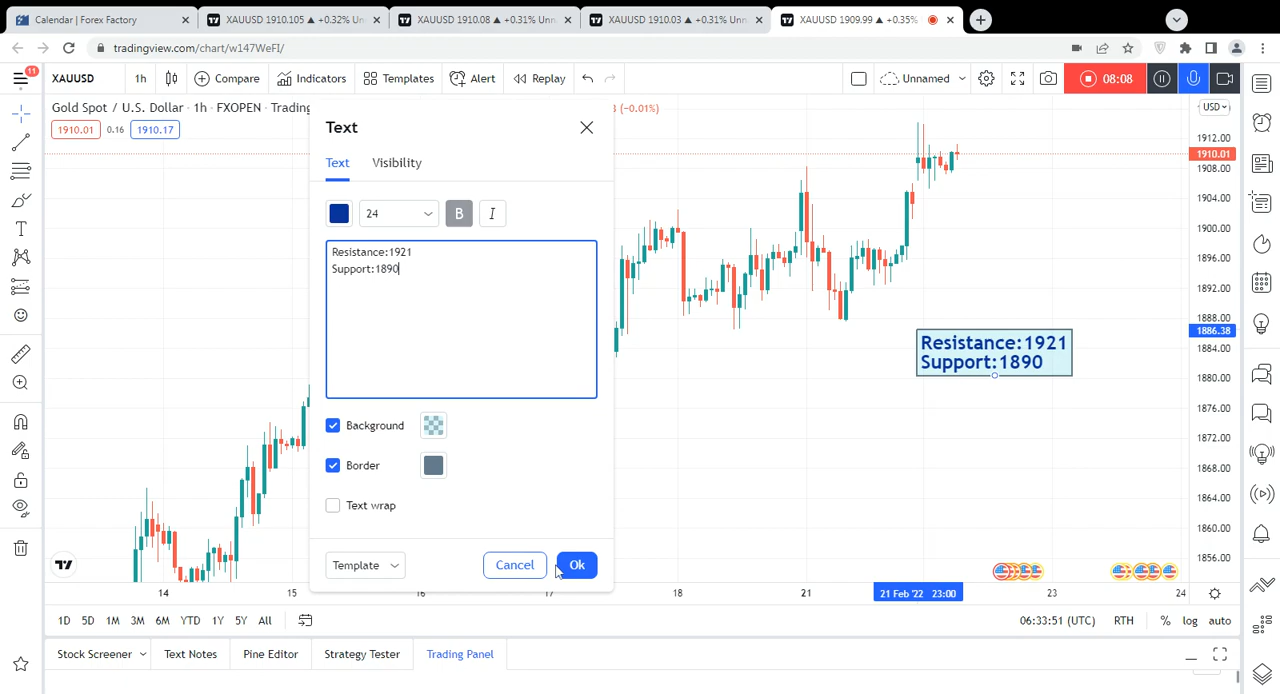 Calendar | Forex Factory
XAUUSD 1910.105 ▲ +0.32% Unn
XAUUSD 1910.08 ▲ +0.31% Unn
XAUUSD 1910.03 ▲ +0.31% Unn
XAUUSD 1909.99 ▲ +0.35%
tradingview.com/chart/w147WeFI/
11
XAUUSD
1h
Compare
Indicators
Templates
Alert
Replay
Unnamed
08:08
Gold Spot / U.S. Dollar · 1h · FXOPEN · Trading
(−0.01%)
USD
1910.01
0.16
1910.17
Text
Text
Visibility
24
B
I
Resistance:1921
Support:1890
Background
Border
Text wrap
Template
Cancel
Ok
Resistance:1921
Support:1890
1912.00
1910.01
1908.00
1904.00
1900.00
1896.00
1892.00
1888.00
1886.38
1884.00
1880.00
1876.00
1872.00
1868.00
1864.00
1860.00
1856.00
14
15
17
18
21
21 Feb '22 23:00
23
24
1D 5D 1M 3M 6M YTD 1Y 5Y All
06:33:51 (UTC)
RTH
%
log
auto
Stock Screener
Text Notes
Pine Editor
Strategy Tester
Trading Panel